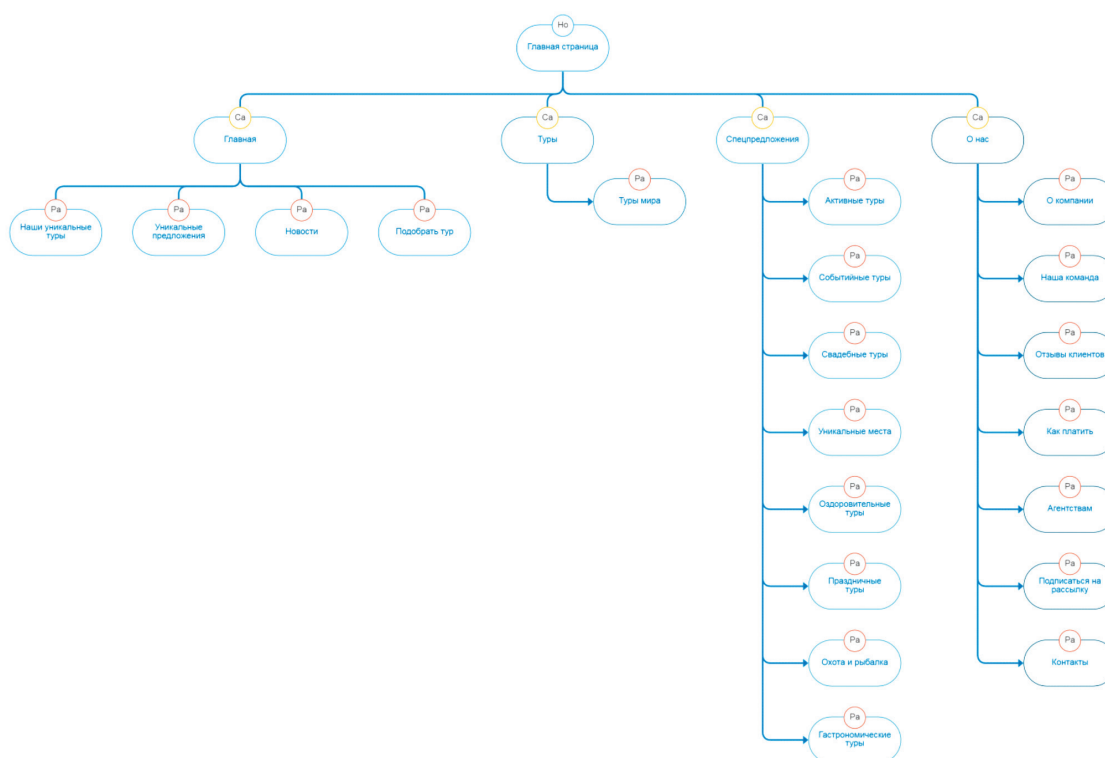 Ho
Главная страница
Ca
Главная
Ca
Туры
Ca
Спецпредложения
Ca
О нас
Pa
Наши уникальные
туры
Pa
Уникальные
предложения
Pa
Новости
Pa
Подобрать тур
Pa
Туры мира
Pa
Активные туры
Pa
Событийные туры
Pa
Свадебные туры
Pa
Уникальные места
Pa
Оздоровительные
туры
Pa
Праздничные
туры
Pa
Охота и рыбалка
Pa
Гастрономические
туры
Pa
О компании
Pa
Наша команда
Pa
Отзывы клиентов
Pa
Как платить
Pa
Агентствам
Pa
Подписаться на
рассылку
Pa
Контакты